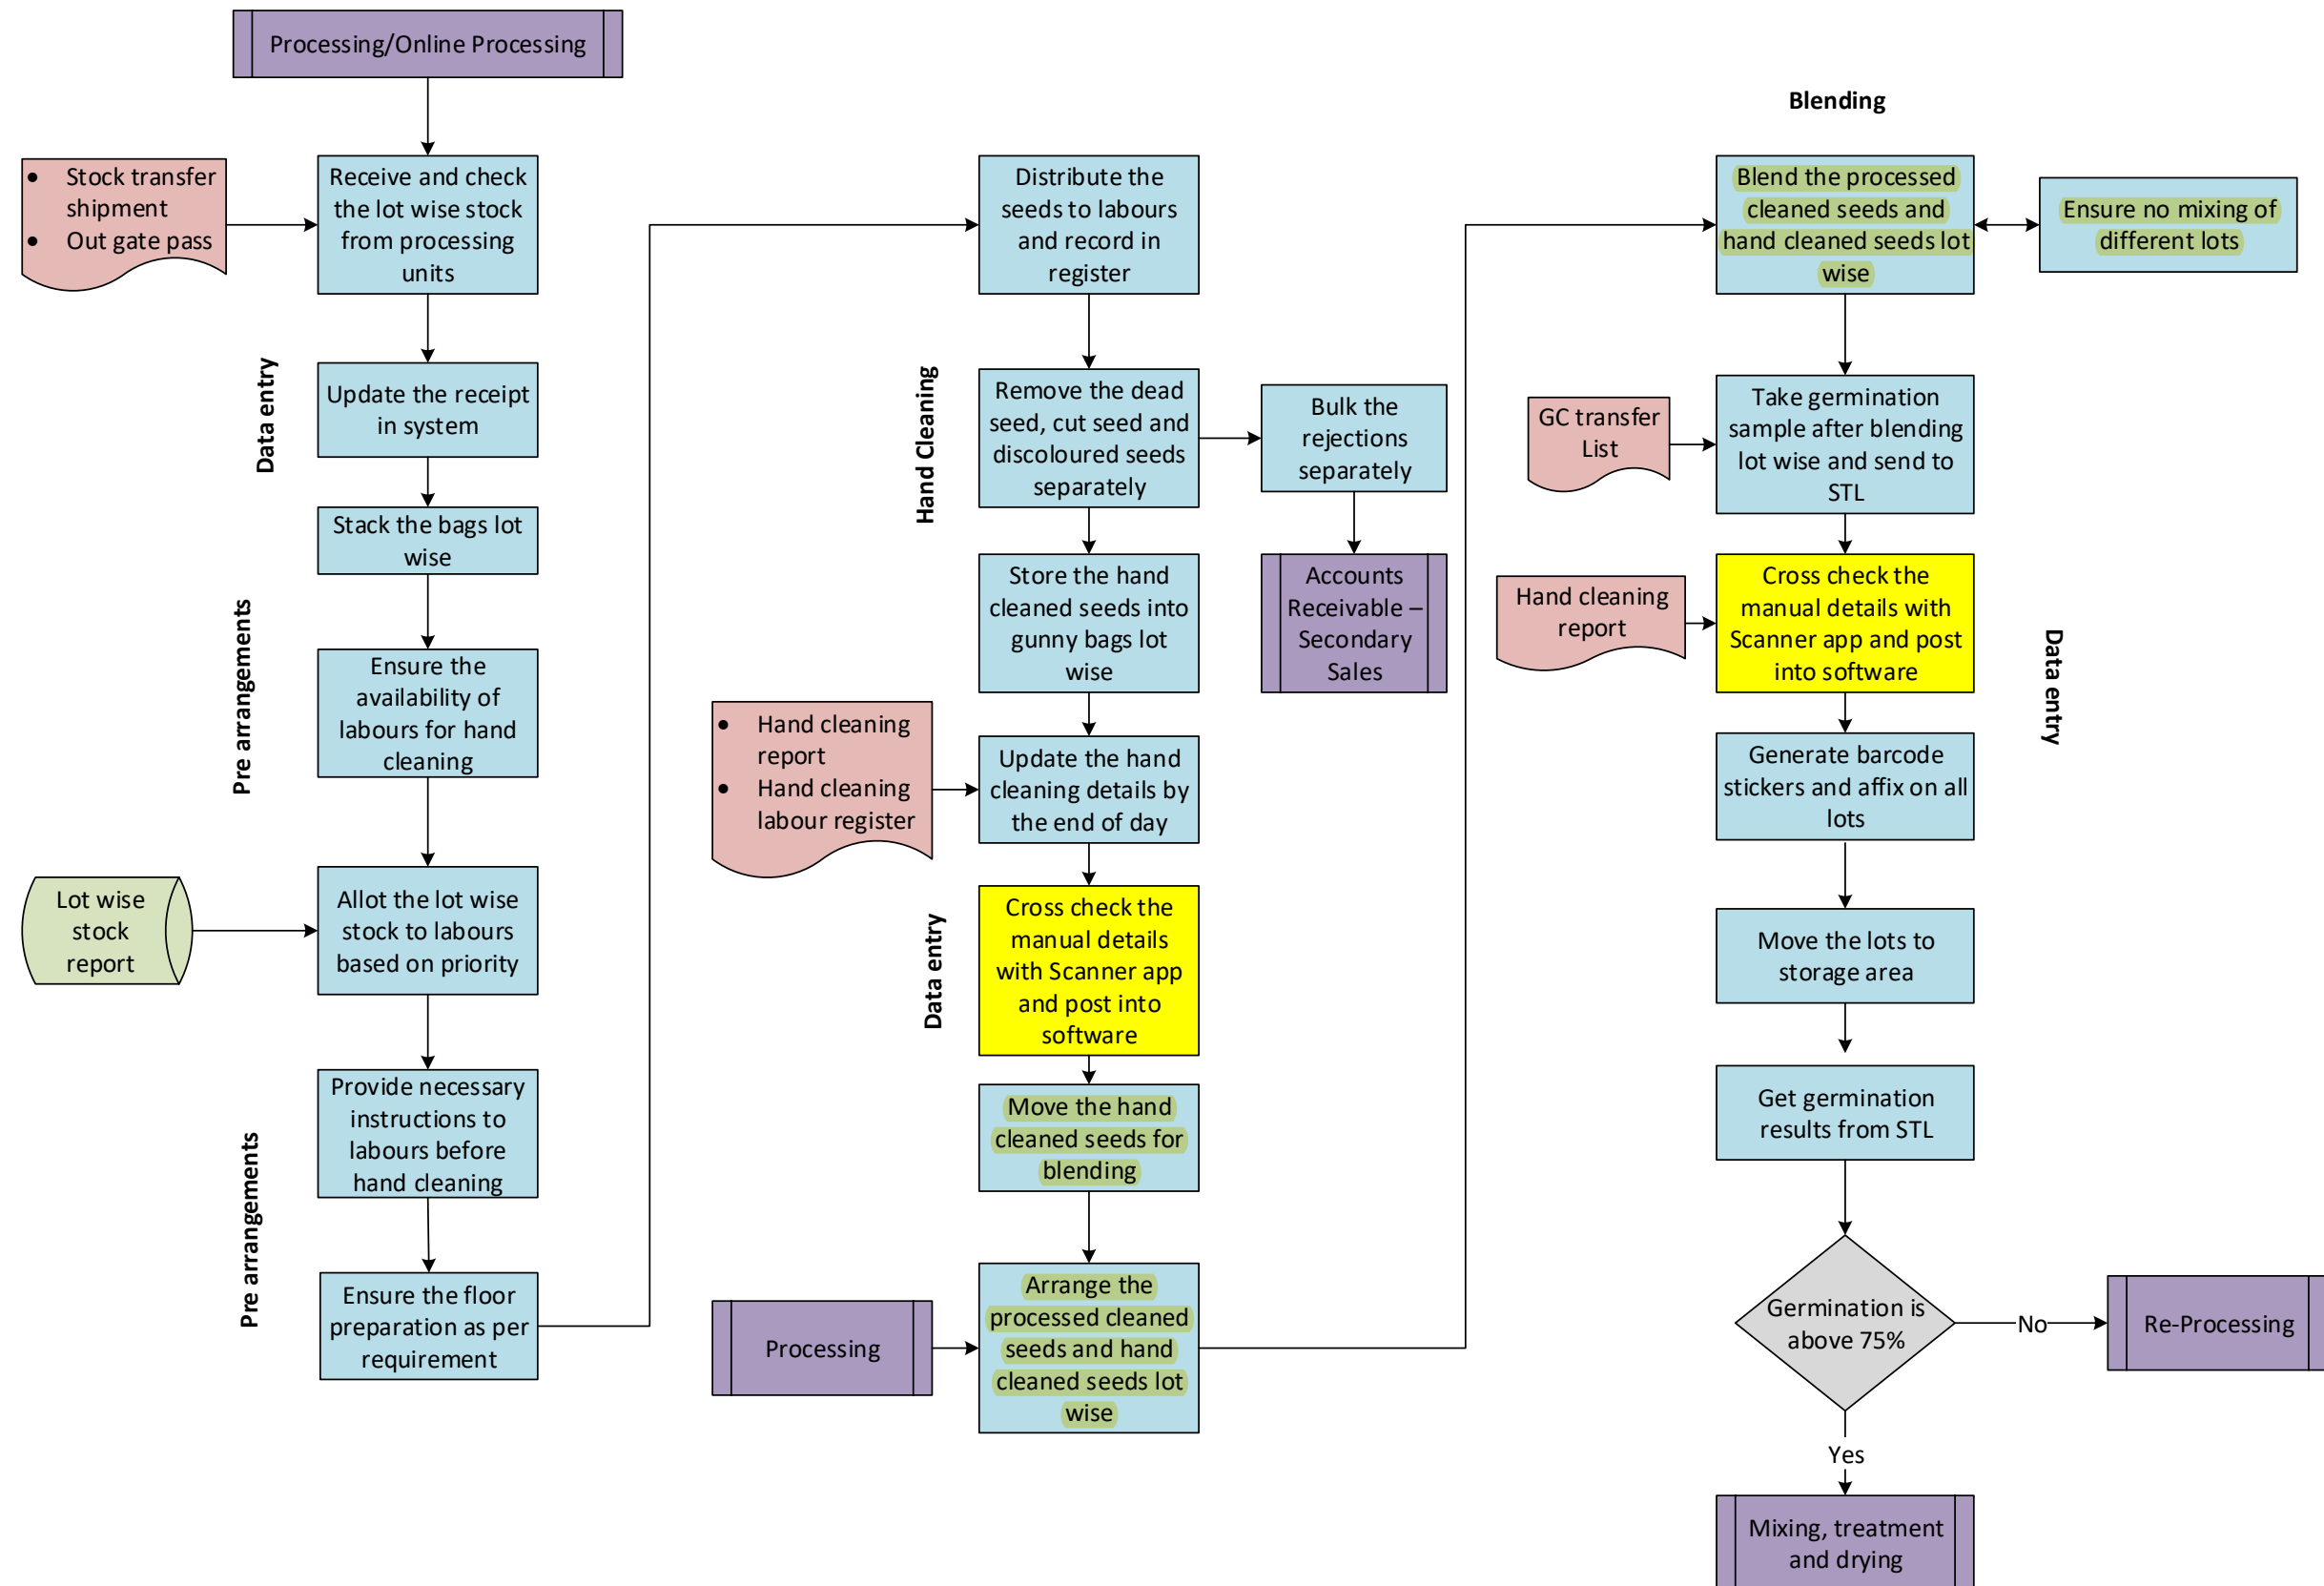 Processing/Online Processing
• Stock transfer
shipment
• Out gate pass
Receive and check
the lot wise stock
from processing
units
Data entry
Update the receipt
in system
Stack the bags lot
wise
Pre arrangements
Ensure the
availability of
labours for hand
cleaning
Lot wise
stock
report
Allot the lot wise
stock to labours
based on priority
Provide necessary
instructions to
labours before
hand cleaning
Pre arrangements
Ensure the floor
preparation as per
requirement
Distribute the
seeds to labours
and record in
register
Hand Cleaning
Remove the dead
seed, cut seed and
discoloured seeds
separately
Bulk the
rejections
separately
Accounts
Receivable –
Secondary
Sales
Store the hand
cleaned seeds into
gunny bags lot
wise
• Hand cleaning
report
• Hand cleaning
labour register
Update the hand
cleaning details by
the end of day
Data entry
Cross check the
manual details
with Scanner app
and post into
software
Move the hand
cleaned seeds for
blending
Processing
Arrange the
processed cleaned
seeds and hand
cleaned seeds lot
wise
Blending
Blend the processed
cleaned seeds and
hand cleaned seeds lot
wise
Ensure no mixing of
different lots
GC transfer
List
Take germination
sample after blending
lot wise and send to
STL
Hand cleaning
report
Cross check the
manual details with
Scanner app and post
into software
Data entry
Generate barcode
stickers and affix on all
lots
Move the lots to
storage area
Get germination
results from STL
Germination is
above 75%
No
Re-Processing
Yes
Mixing, treatment
and drying